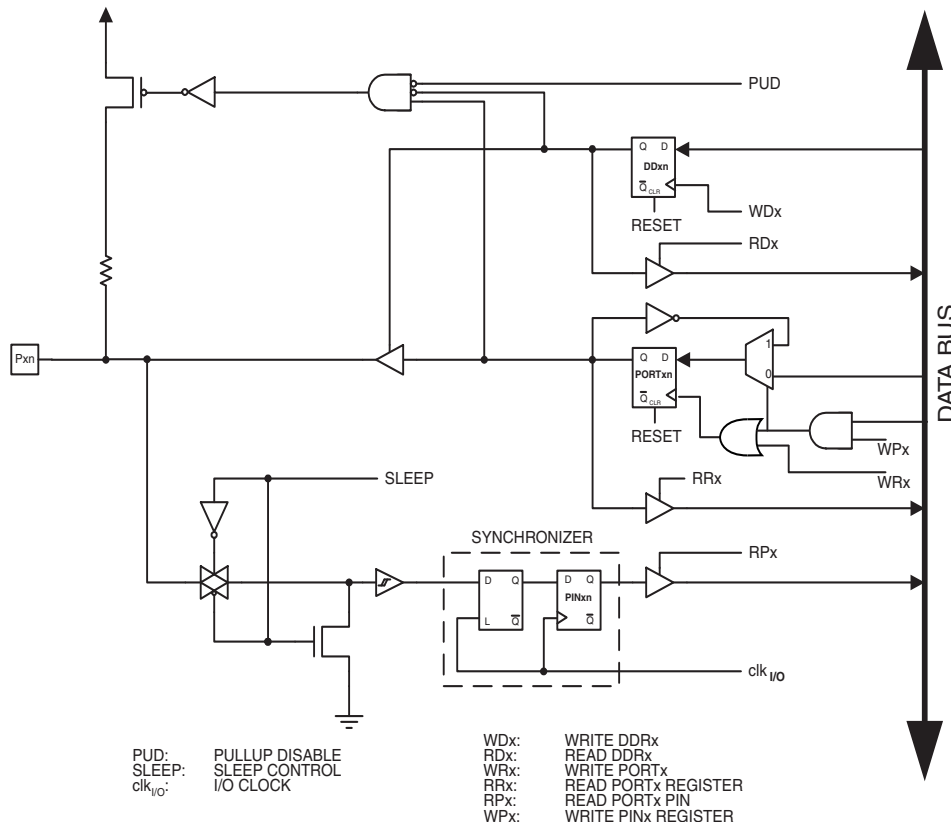 PUD
Q D
DDxn
Q CLR
WDx
RESET
RDx
Pxn
1
Q D
PORTxn
0
Q CLR
RESET
WPx
WRx
SLEEP
RRx
SYNCHRONIZER
RPx
D Q
D Q
PINxn
L Q
Q
clk I/O
DATA BUS
PUD: PULLUP DISABLE
SLEEP: SLEEP CONTROL
clkI/O: I/O CLOCK
WDx: WRITE DDRx
RDx: READ DDRx
WRx: WRITE PORTx
RRx: READ PORTx REGISTER
RPx: READ PORTx PIN
WPx: WRITE PINx REGISTER